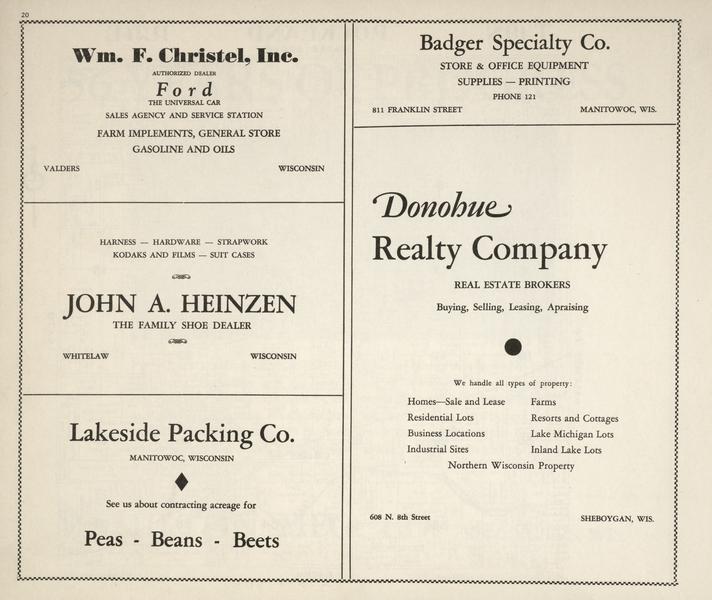 20
Wm. F. Christel, Inc.
AUTHORIZED DEALER
Ford
THE UNIVERSAL CAR
SALES AGENCY AND SERVICE STATION
FARM IMPLEMENTS, GENERAL STORE
GASOLINE AND OILS
VALDERS WISCONSIN
HARNESS — HARDWARE — STRAPWORK
KODAKS AND FILMS — SUIT CASES
JOHN A. HEINZEN
THE FAMILY SHOE DEALER
WHITELAW WISCONSIN
Lakeside Packing Co.
MANITOWOC, WISCONSIN
See us about contracting acreage for
Peas - Beans - Beets
Badger Specialty Co.
STORE & OFFICE EQUIPMENT
SUPPLIES — PRINTING
PHONE 121
811 FRANKLIN STREET MANITOWOC, WIS.
Donohue
Realty Company
REAL ESTATE BROKERS
Buying, Selling, Leasing, Apraising
We handle all types of property:
Homes—Sale and Lease Farms
Residential Lots Resorts and Cottages
Business Locations Lake Michigan Lots
Industrial Sites Inland Lake Lots
Northern Wisconsin Property
608 N. 8th Street SHEBOYGAN, WIS.